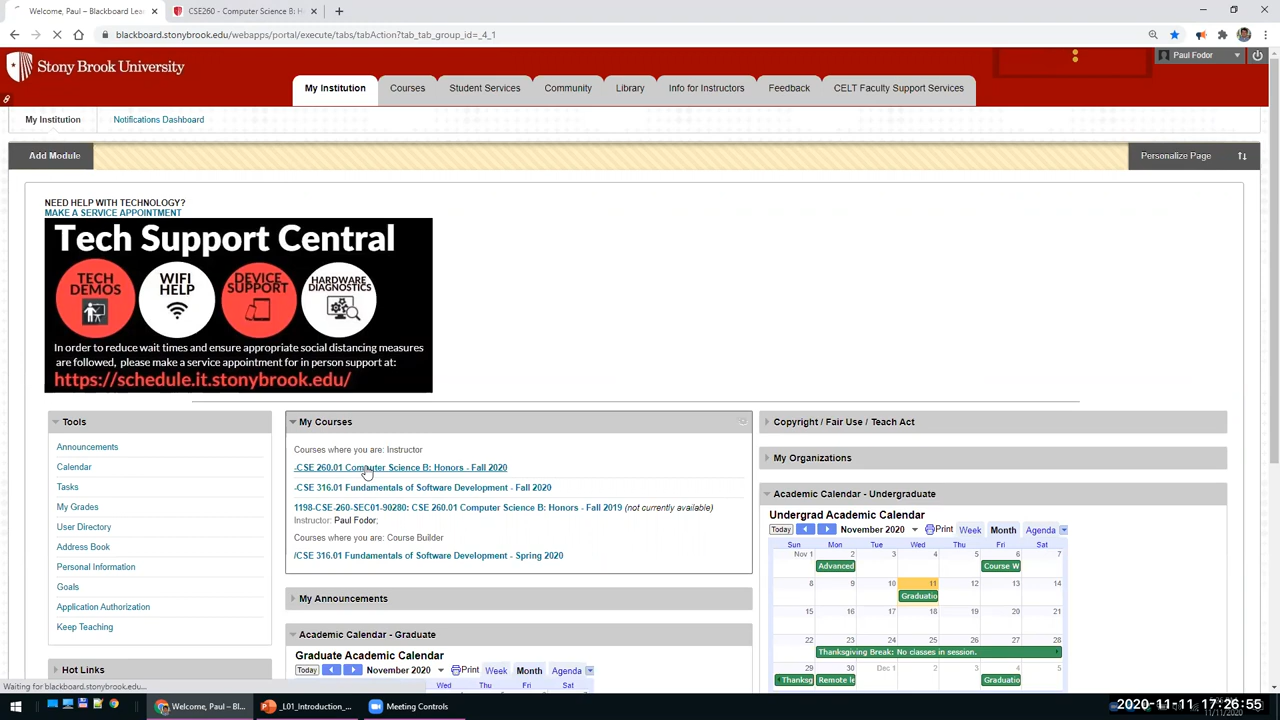 Welcome, Paul – Blackboard Lea
CSE260 - Computer Science B: H
blackboard.stonybrook.edu/webapps/portal/execute/tabs/tabAction?tab_tab_group_id=_4_1
Stony Brook University
Paul Fodor
My Institution
Courses
Student Services
Community
Library
Info for Instructors
Feedback
CELT Faculty Support Services
My Institution
Notifications Dashboard
Add Module
Personalize Page
NEED HELP WITH TECHNOLOGY?
MAKE A SERVICE APPOINTMENT
Tech Support Central
TECH DEMOS
WIFI HELP
DEVICE SUPPORT
HARDWARE DIAGNOSTICS
In order to reduce wait times and ensure appropriate social distancing measures
are followed, please make a service appointment for in person support at:
https://schedule.it.stonybrook.edu/
Tools
Announcements
Calendar
Tasks
My Grades
User Directory
Address Book
Personal Information
Goals
Application Authorization
Keep Teaching
Hot Links
My Courses
Courses where you are: Instructor
-CSE 260.01 Computer Science B: Honors - Fall 2020
-CSE 316.01 Fundamentals of Software Development - Fall 2020
1198-CSE-260-SEC01-90280: CSE 260.01 Computer Science B: Honors - Fall 2019 (not currently available)
Instructor: Paul Fodor;
Courses where you are: Course Builder
/CSE 316.01 Fundamentals of Software Development - Spring 2020
My Announcements
Academic Calendar - Graduate
Graduate Academic Calendar
Today November 2020 Print Week Month Agenda
Wed Thu Fri Sat
Copyright / Fair Use / Teach Act
My Organizations
Academic Calendar - Undergraduate
Undergrad Academic Calendar
Today November 2020 Print Week Month Agenda
Sun Mon Tue Wed Thu Fri Sat
Nov 1 2 3 4 5 6 7
Advanced Course W
8 9 10 11 12 13 14
Graduatio
15 16 17 18 19 20 21
22 23 24 25 26 27 28
Thanksgiving Break: No classes in session.
29 30 Dec 1 2 3 4 5
Thanksg Remote le Graduatio
Waiting for blackboard.stonybrook.edu...
Welcome, Paul – Bl...
_L01_Introduction_...
Meeting Controls
2020-11-11 17:26:55
11/11/2020